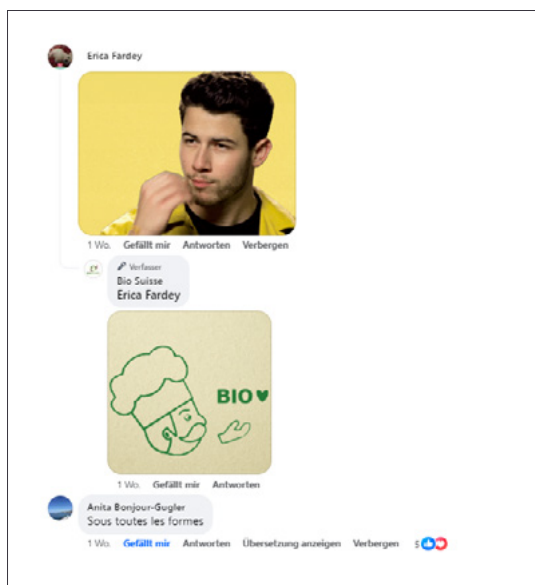 Erica Fardey
1 Wo. Gefällt mir Antworten Verbergen
Verfasser
Bio Suisse
Erica Fardey
BIO
1 Wo. Gefällt mir Antworten
Anita Bonjour-Gugler
Sous toutes les formes
1 Wo. Gefällt mir Antworten Übersetzung anzeigen Verbergen 5